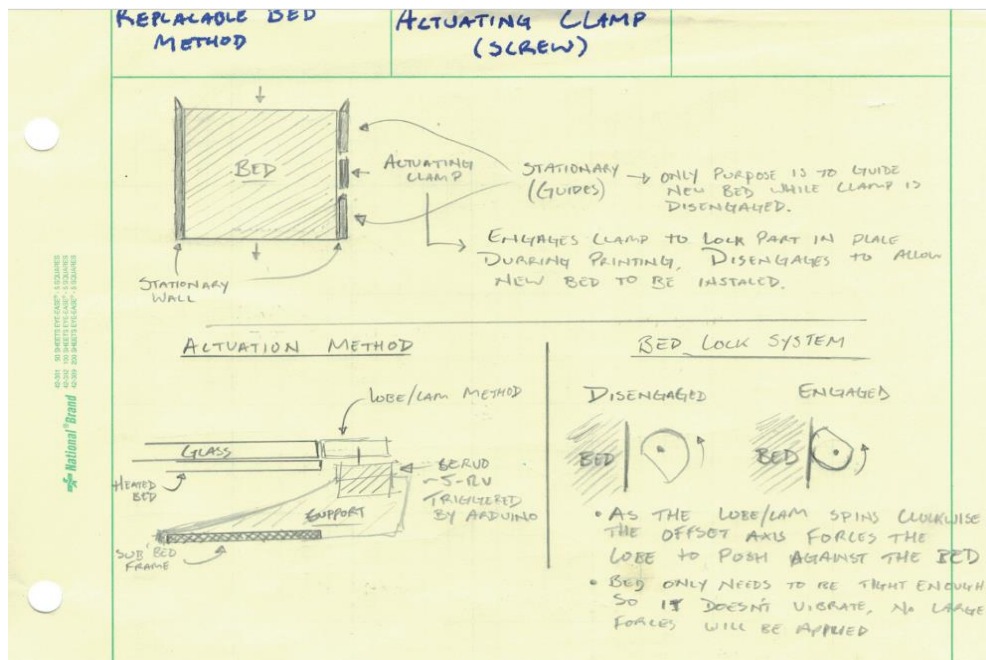 REPLACABLE BED
METHOD
ACTUATING CLAMP
(SCREW)
BED
ACTUATING
CLAMP
STATIONARY
(GUIDES)
→ ONLY PURPOSE IS TO GUIDE
NEW BED WHILE CLAMP IS
DISENGAGED.
ENGAGES CLAMP TO LOCK PART IN PLACE
DURRING PRINTING, DISENGAGES TO ALLOW
NEW BED TO BE INSTALED.
STATIONARY
WALL
ACTUATION METHOD
LOBE/CAM METHOD
GLASS
HEATED
BED
SERVO
~5-12V
TRIGGERED
BY ARDUINO
SUPPORT
SUB BED
FRAME
BED LOCK SYSTEM
DISENGAGED
ENGAGED
BED
BED
• AS THE LOBE/CAM SPINS CLOCKWISE
THE OFFSET AXIS FORCES THE
LOBE TO PUSH AGAINST THE BED
• BED ONLY NEEDS TO BE TIGHT ENOUGH
SO IT DOESN'T VIBRATE, NO LARGE
FORCES WILL BE APPLIED
National® Brand